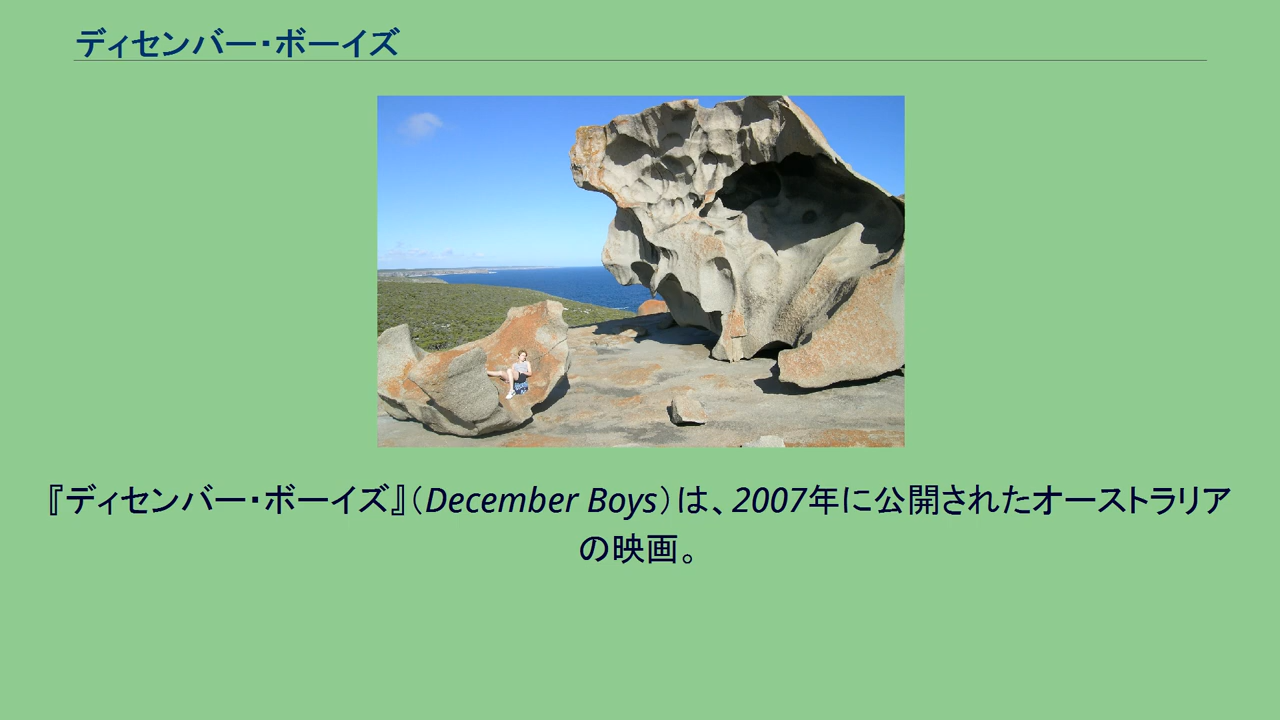 ディセンバー・ボーイズ
『ディセンバー・ボーイズ』（December Boys）は、2007年に公開されたオーストラリア
の映画。